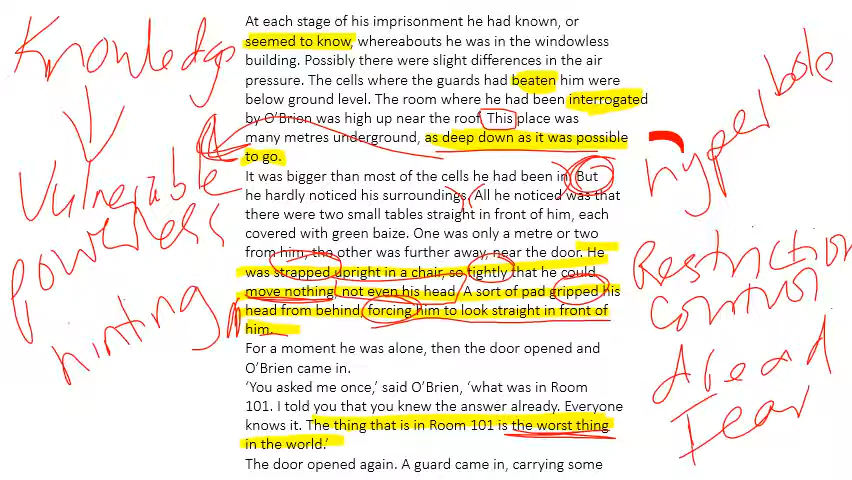 At each stage of his imprisonment he had known, or
seemed to know, whereabouts he was in the windowless
building. Possibly there were slight differences in the air
pressure. The cells where the guards had beaten him were
below ground level. The room where he had been interrogated
by O'Brien was high up near the roof. This place was
many metres underground, as deep down as it was possible
to go.
It was bigger than most of the cells he had been in. But
he hardly noticed his surroundings. All he noticed was that
there were two small tables straight in front of him, each
covered with green baize. One was only a metre or two
from him, the other was further away, near the door. He
was strapped upright in a chair, so tightly that he could
move nothing, not even his head. A sort of pad gripped his
head from behind, forcing him to look straight in front of
him.
For a moment he was alone, then the door opened and
O'Brien came in.
'You asked me once,' said O'Brien, 'what was in Room
101. I told you that you knew the answer already. Everyone
knows it. The thing that is in Room 101 is the worst thing
in the world.'
The door opened again. A guard came in, carrying some
Knowledge
Vulnerable
Powerless
hinting
hyperbole
Restriction
control
Fear